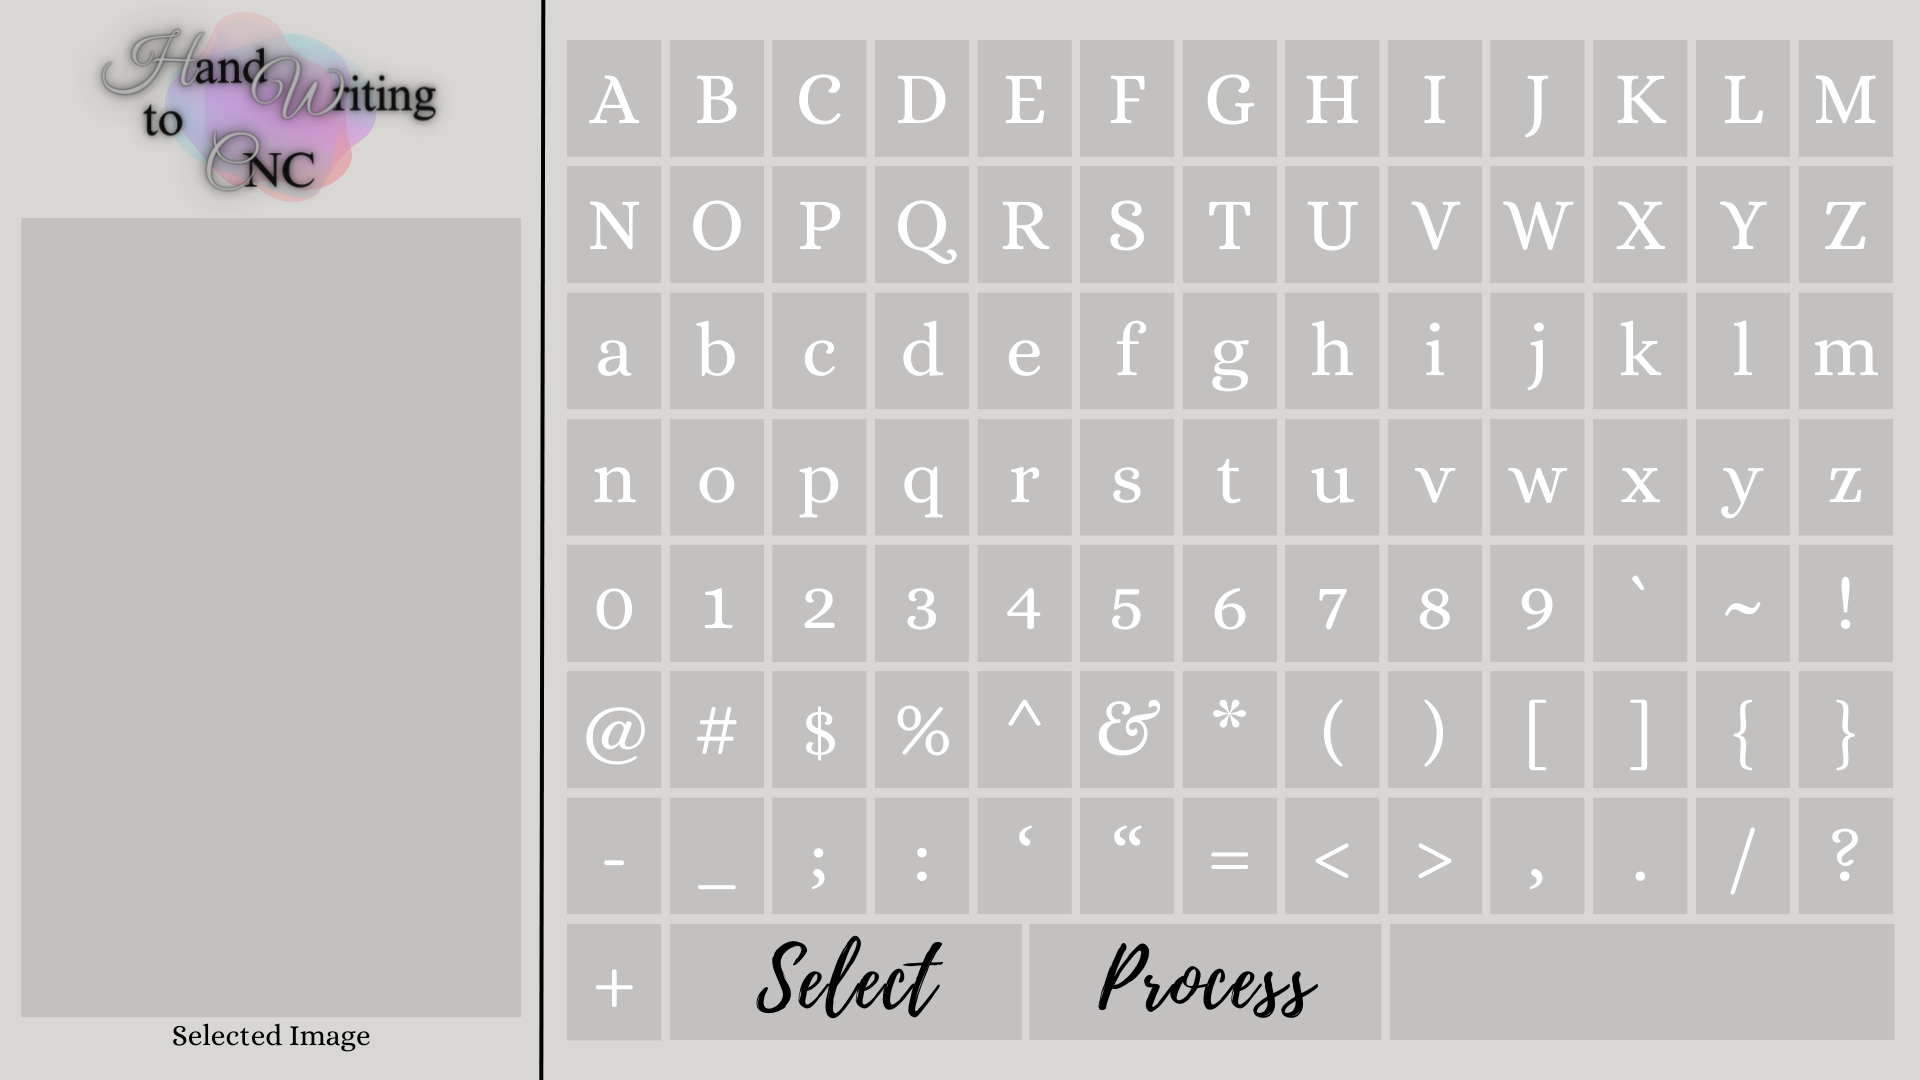 Hand Writing
to
CNC
A B C D E F G H I J K L M
N O P Q R S T U V W X Y Z
a b c d e f g h i j k l m
n o p q r s t u v w x y z
0 1 2 3 4 5 6 7 8 9 ` ~ !
@ # $ % ^ & * ( ) [ ] { }
- _ ; : ‘ “ = < > , . / ?
+ Select Process
Selected Image